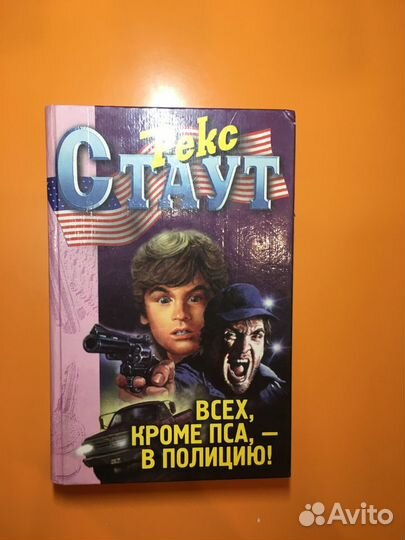 Рекс
Стаут
ВСЕХ,
КРОМЕ ПСА, —
В ПОЛИЦИЮ!
Avito